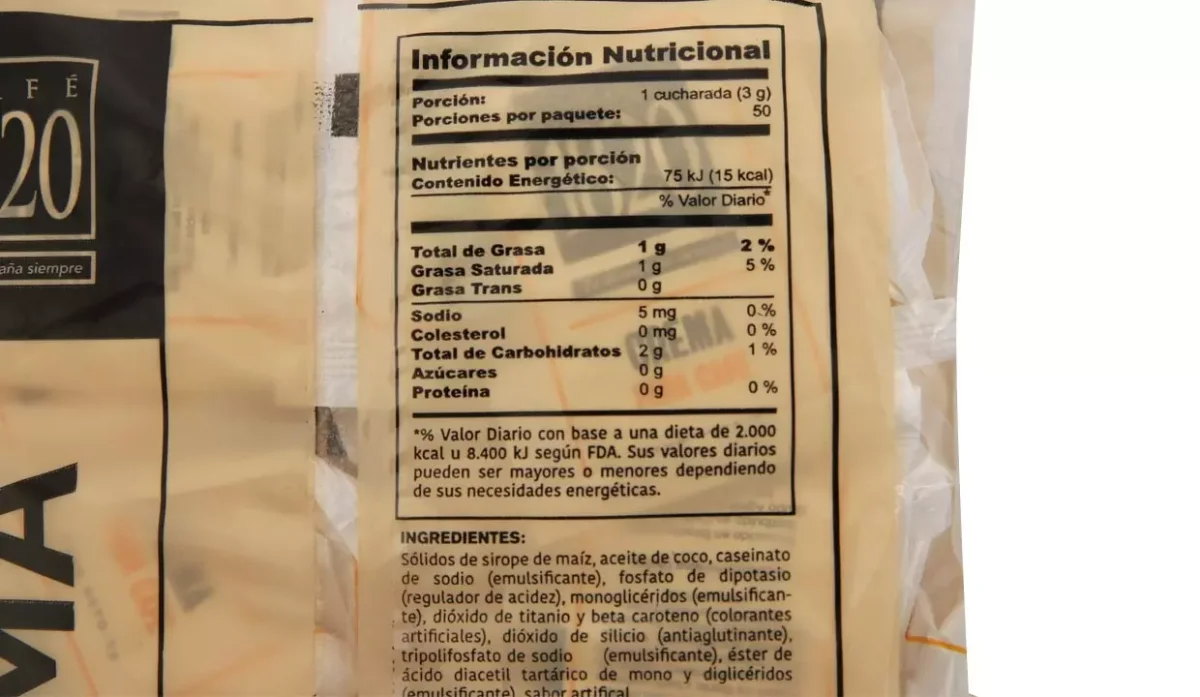 FÉ
20
aña siempre
MA
Información Nutricional
Porción: 1 cucharada (3 g)
Porciones por paquete: 50
Nutrientes por porción
Contenido Energético: 75 kJ (15 kcal)
% Valor Diario*
Total de Grasa 1 g 2 %
Grasa Saturada 1 g 5 %
Grasa Trans 0 g
Sodio 5 mg 0 %
Colesterol 0 mg 0 %
Total de Carbohidratos 2 g 1 %
Azúcares 0 g
Proteína 0 g 0 %
*% Valor Diario con base a una dieta de 2.000
kcal u 8.400 kJ según FDA. Sus valores diarios
pueden ser mayores o menores dependiendo
de sus necesidades energéticas.
INGREDIENTES:
Sólidos de sirope de maíz, aceite de coco, caseinato
de sodio (emulsificante), fosfato de dipotasio
(regulador de acidez), monoglicéridos (emulsifican-
te), dióxido de titanio y beta caroteno (colorantes
artificiales), dióxido de silicio (antiaglutinante),
tripolifosfato de sodio (emulsificante), éster de
ácido diacetil tartárico de mono y diglicéridos
(emulsificante), sabor artifical